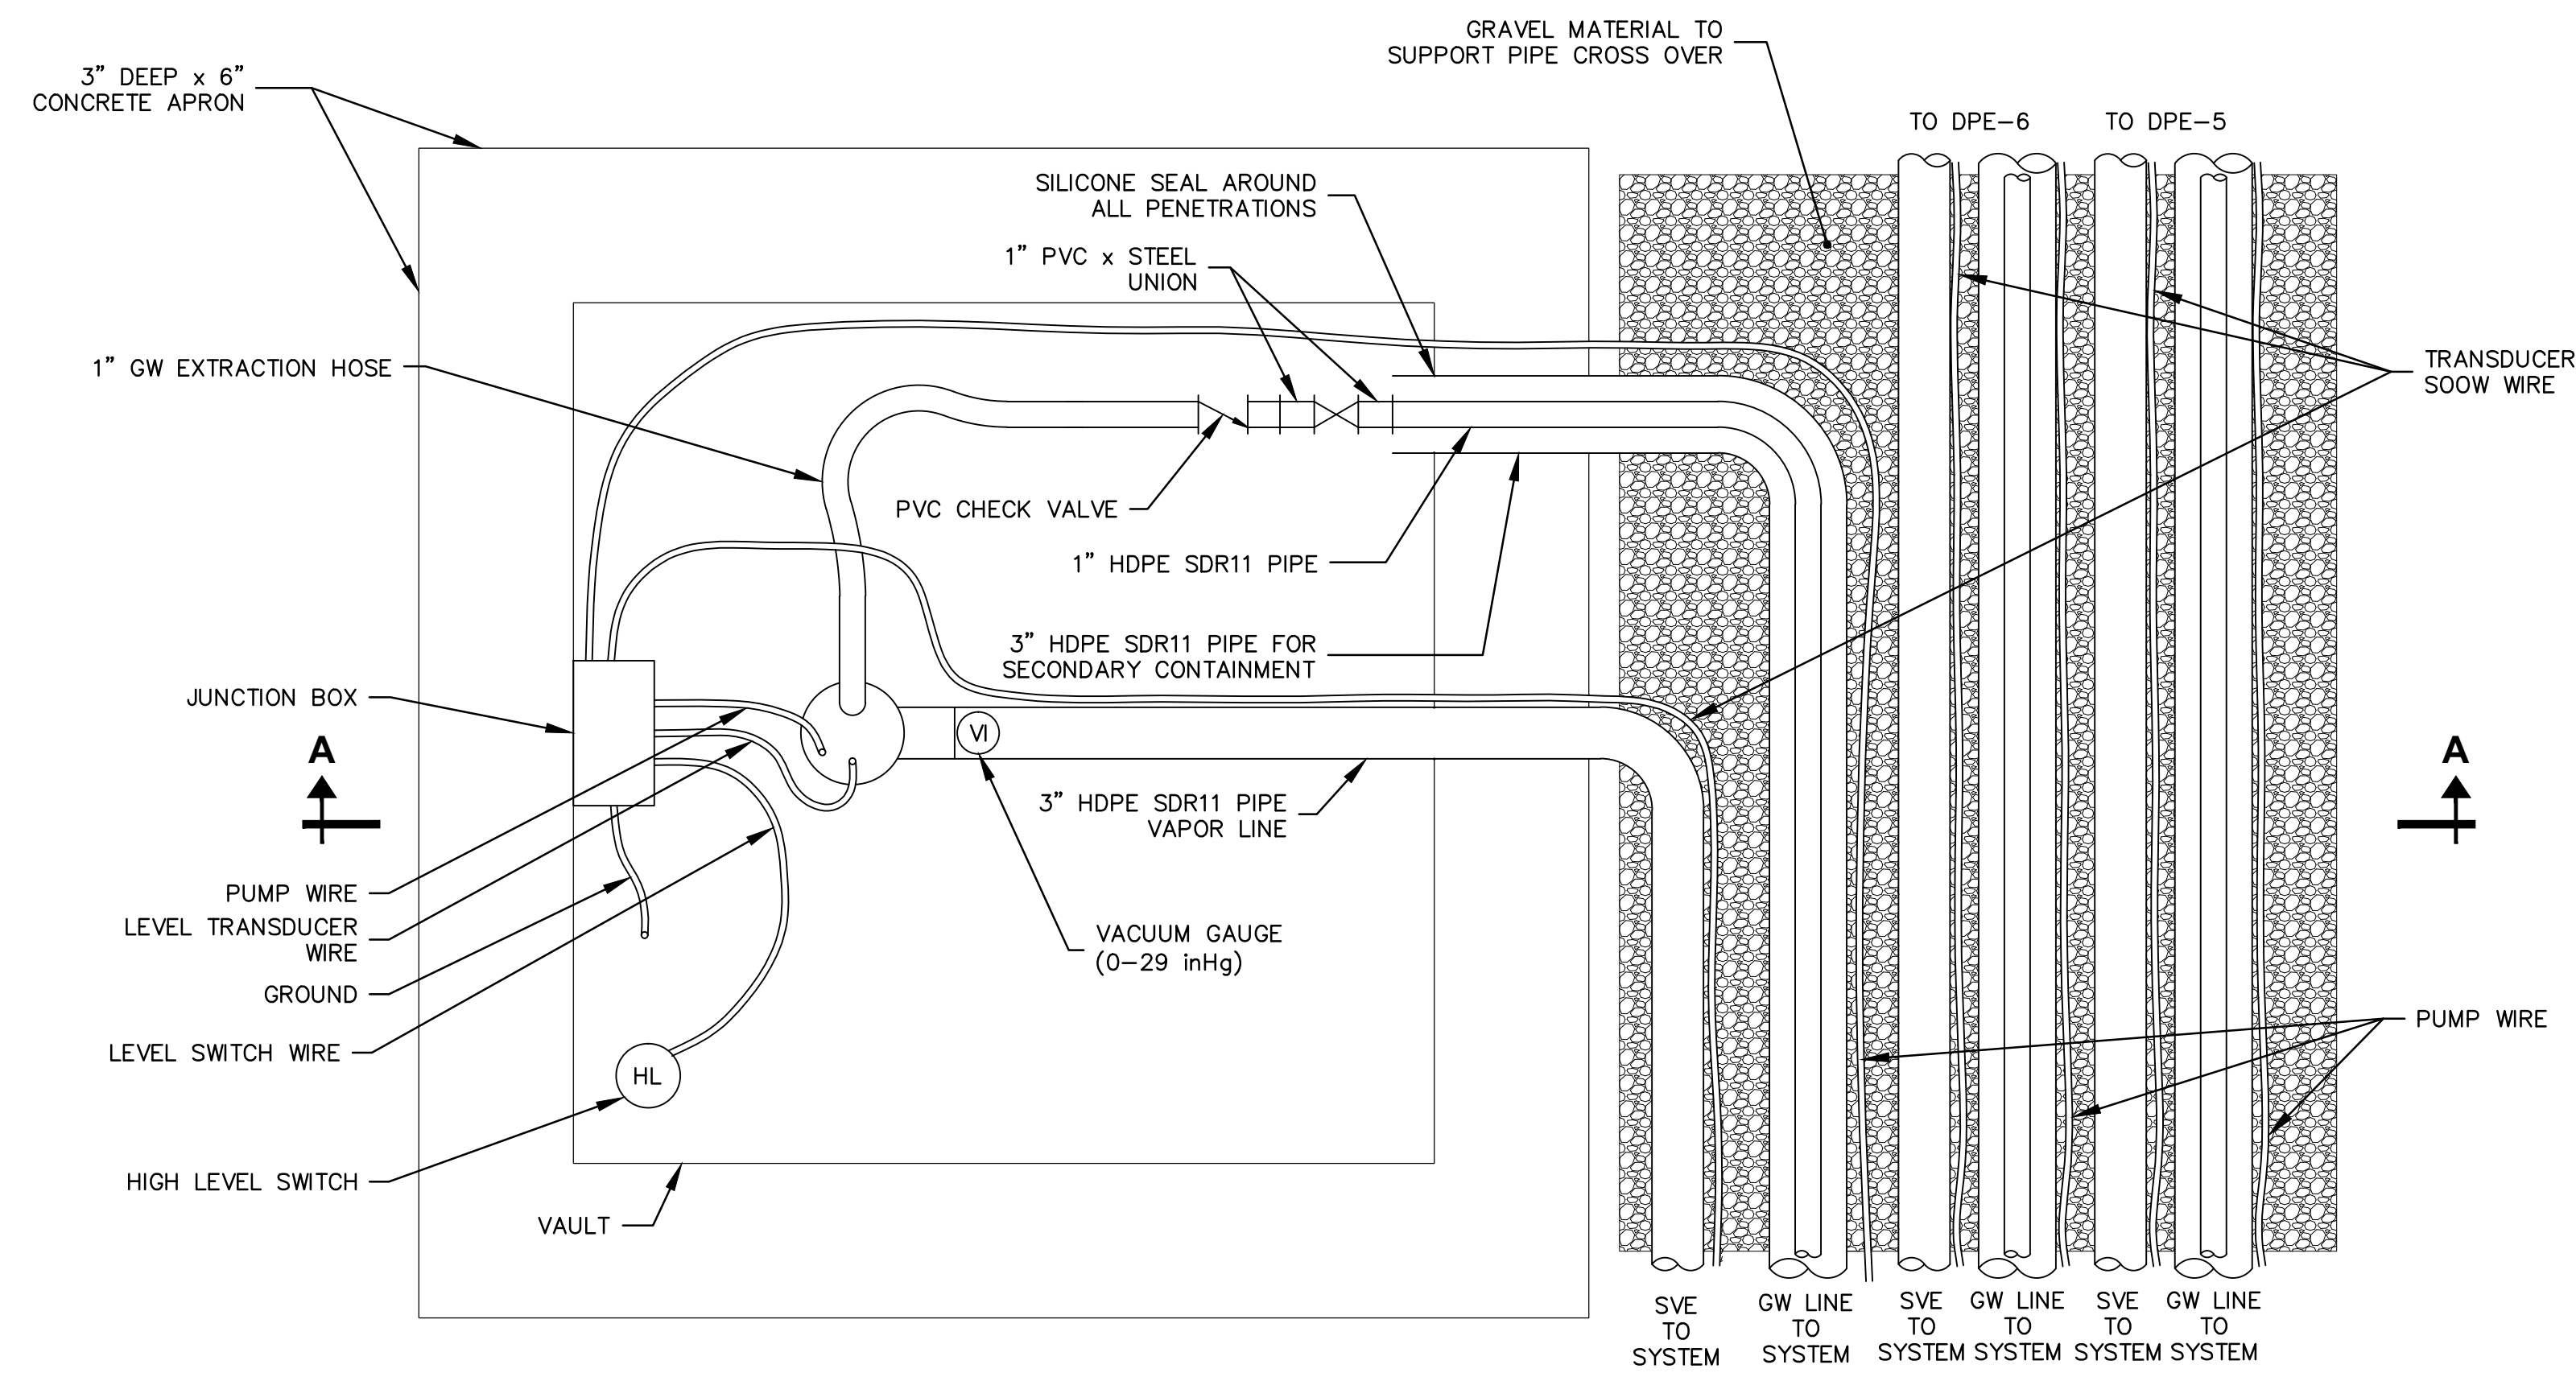 GRAVEL MATERIAL TO
SUPPORT PIPE CROSS OVER
3” DEEP x 6”
CONCRETE APRON
TO DPE–6
TO DPE–5
SILICONE SEAL AROUND
ALL PENETRATIONS
1” PVC x STEEL
UNION
1” GW EXTRACTION HOSE
TRANSDUCER
SOOW WIRE
PVC CHECK VALVE
1” HDPE SDR11 PIPE
3” HDPE SDR11 PIPE FOR
SECONDARY CONTAINMENT
JUNCTION BOX
VI
A
A
3” HDPE SDR11 PIPE
VAPOR LINE
PUMP WIRE
LEVEL TRANSDUCER
WIRE
VACUUM GAUGE
(0–29 inHg)
GROUND
PUMP WIRE
LEVEL SWITCH WIRE
HL
HIGH LEVEL SWITCH
VAULT
SVE
TO
SYSTEM
GW LINE
TO
SYSTEM
SVE
TO
SYSTEM
GW LINE
TO
SYSTEM
SVE
TO
SYSTEM
GW LINE
TO
SYSTEM